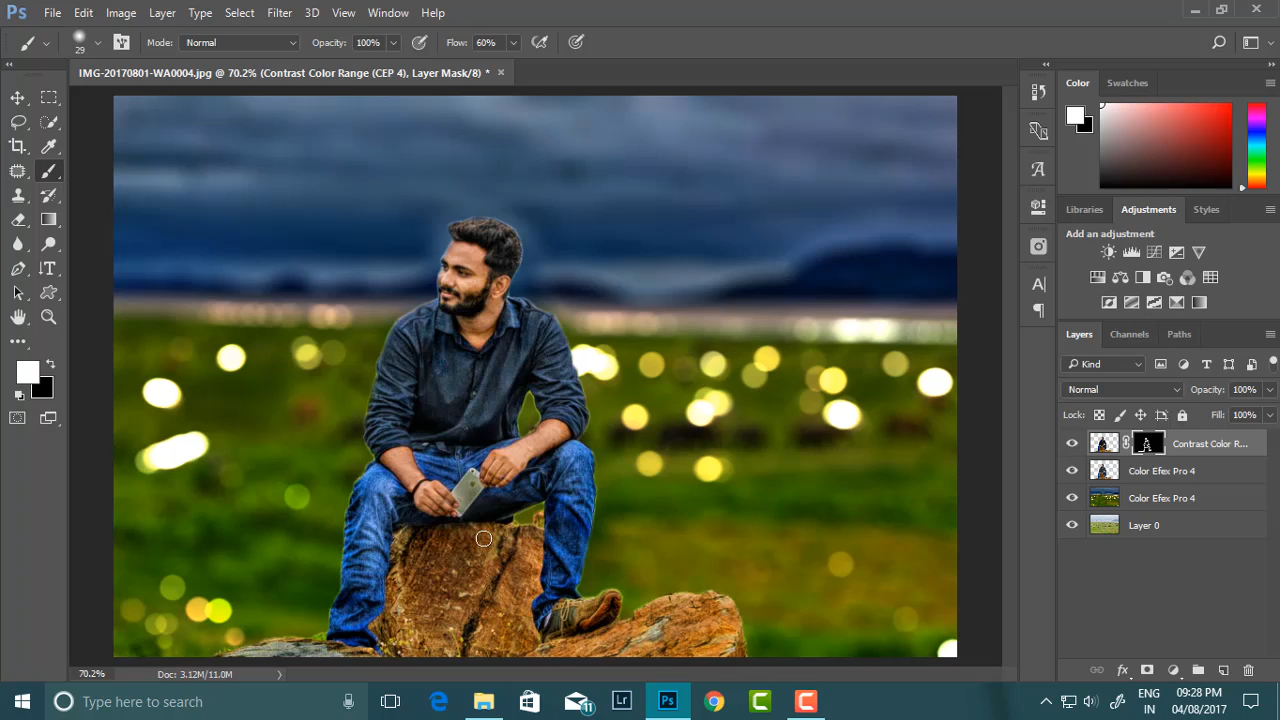 Ps File Edit Image Layer Type Select Filter 3D View Window Help
29 Mode: Normal Opacity: 100% Flow: 60%
IMG-20170801-WA0004.jpg @ 70.2% (Contrast Color Range (CEP 4), Layer Mask/8) *
Color Swatches
Libraries Adjustments Styles
Add an adjustment
Layers Channels Paths
Kind
Normal Opacity: 100%
Lock: Fill: 100%
Contrast Color R...
Color Efex Pro 4
Color Efex Pro 4
Layer 0
70.2% Doc: 3.12M/11.0M
Type here to search
11
Lr
Ps
ENG
IN
09:28 PM
04/08/2017